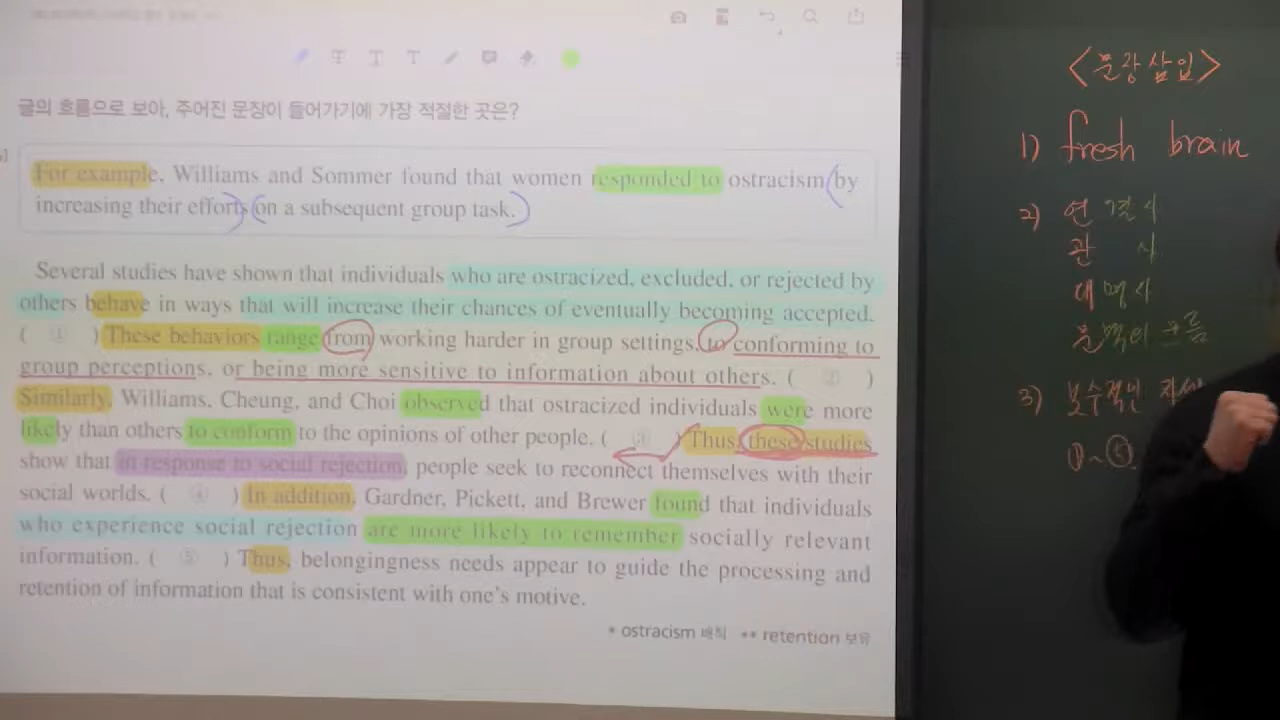 글의 흐름으로 보아, 주어진 문장이 들어가기에 가장 적절한 곳은?
For example, Williams and Sommer found that women responded to ostracism by
increasing their efforts on a subsequent group task.
Several studies have shown that individuals who are ostracized, excluded, or rejected by
others behave in ways that will increase their chances of eventually becoming accepted.
( ① ) These behaviors range from working harder in group settings, to conforming to
group perceptions, or being more sensitive to information about others. ( ② )
Similarly, Williams, Cheung, and Choi observed that ostracized individuals were more
likely than others to conform to the opinions of other people. ( ③ ) Thus, these studies
show that in response to social rejection, people seek to reconnect themselves with their
social worlds. ( ④ ) In addition, Gardner, Pickett, and Brewer found that individuals
who experience social rejection are more likely to remember socially relevant
information. ( ⑤ ) Thus, belongingness needs appear to guide the processing and
retention of information that is consistent with one's motive.
* ostracism 배척 ** retention 보유
<문장삽입>
1) fresh brain
2) 연결사
관사
대명사
문맥의 흐름
3) 보수적인
①~⑤